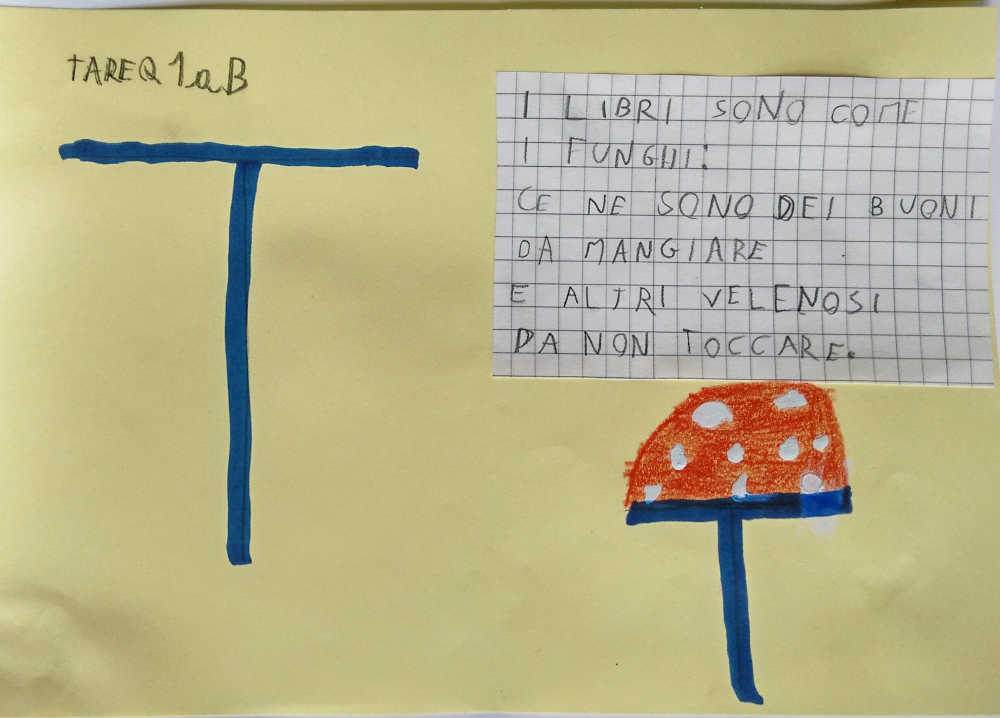 TAREQ 1aB
T
I LIBRI SONO COME
I FUNGHI:
CE NE SONO DEI BUONI
DA MANGIARE
E ALTRI VELENOSI
DA NON TOCCARE.